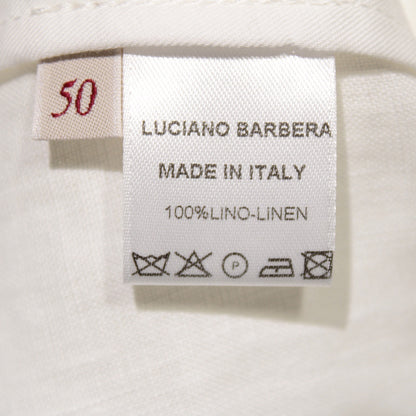 50
LUCIANO BARBERA
MADE IN ITALY
100%LINO-LINEN
P